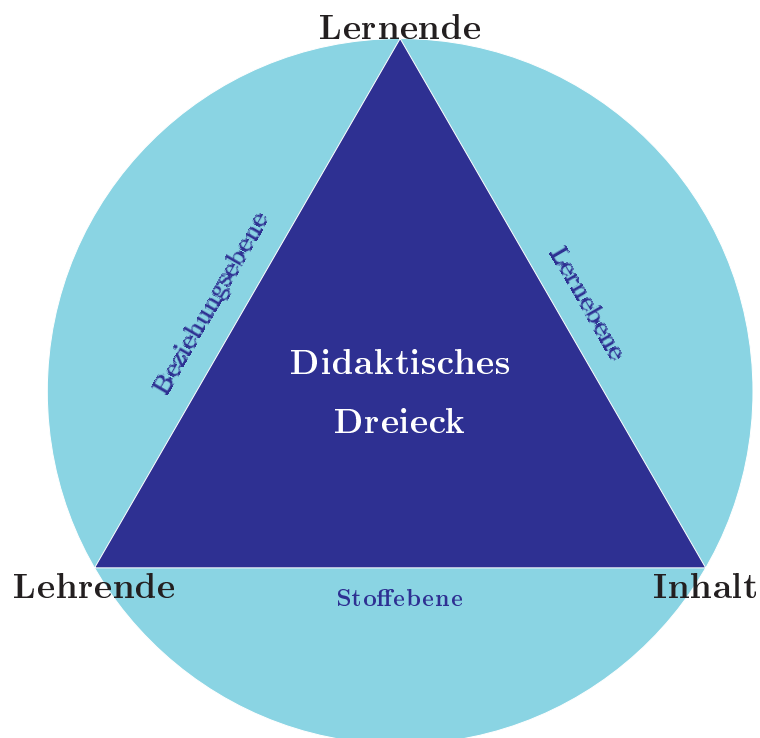 Lernende
Beziehungsebene
Lernebene
Didaktisches
Dreieck
Lehrende
Inhalt
Stoffebene